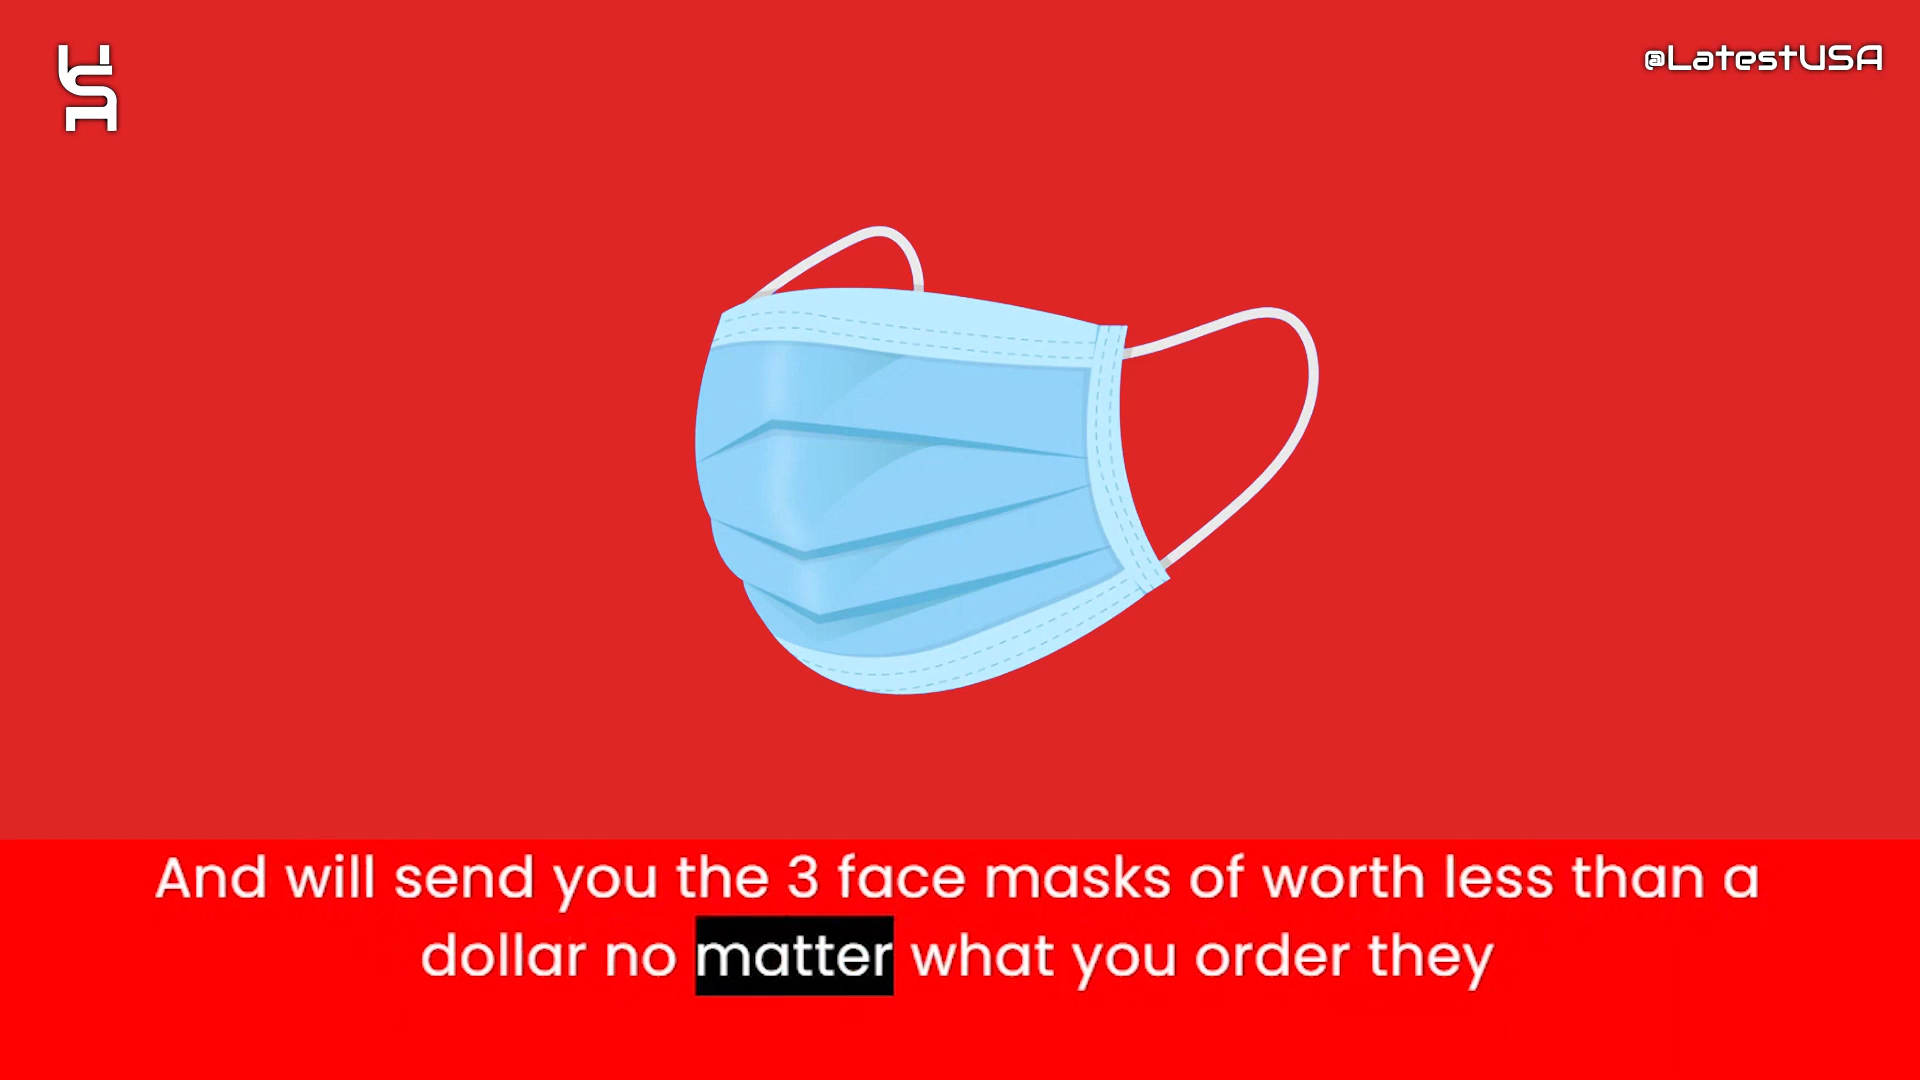 USA
@LatestUSA
And will send you the 3 face masks of worth less than a
dollar no matter what you order they